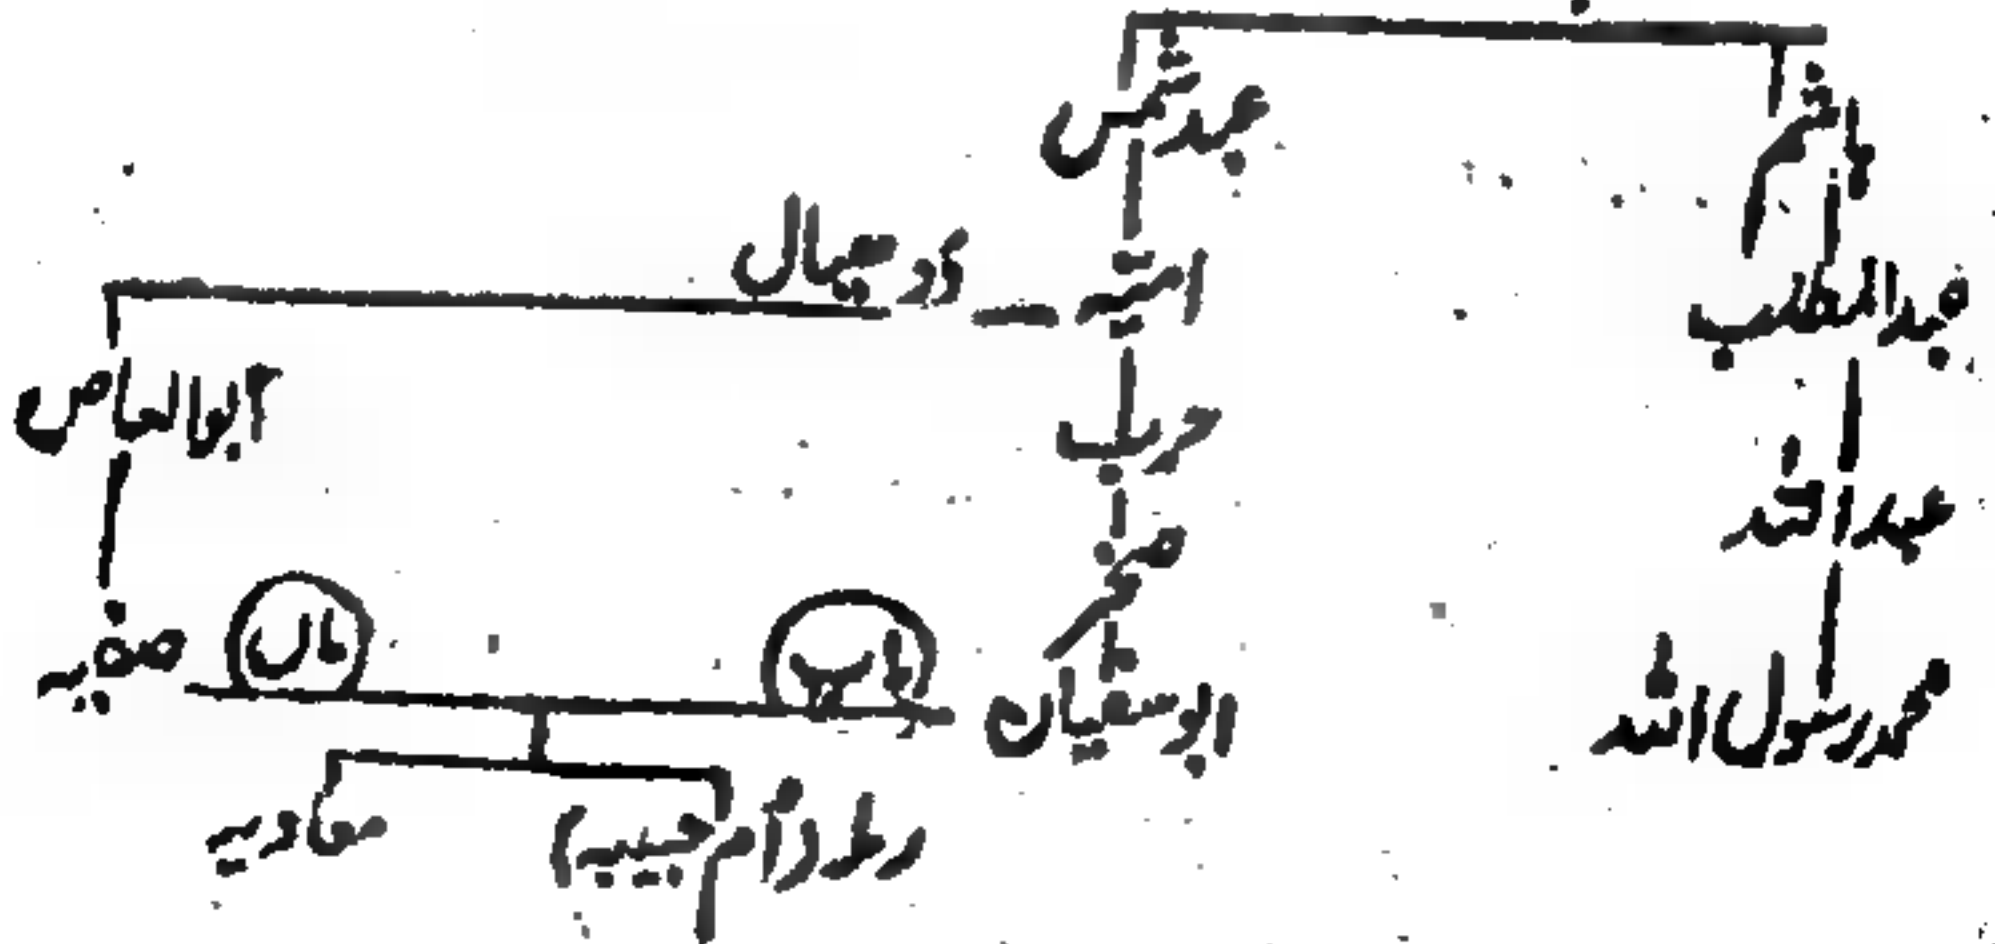 عبد شمس
ہاشم
ددھیال
امیہ
عبدالمطلب
ابوالعاص
حرب
عبداللہ
صخر
صفیہ
ماں
باپ
ابوسفیان
محمد رسول اللہ
معاویہ
رملہ (اُم حبیبہ)